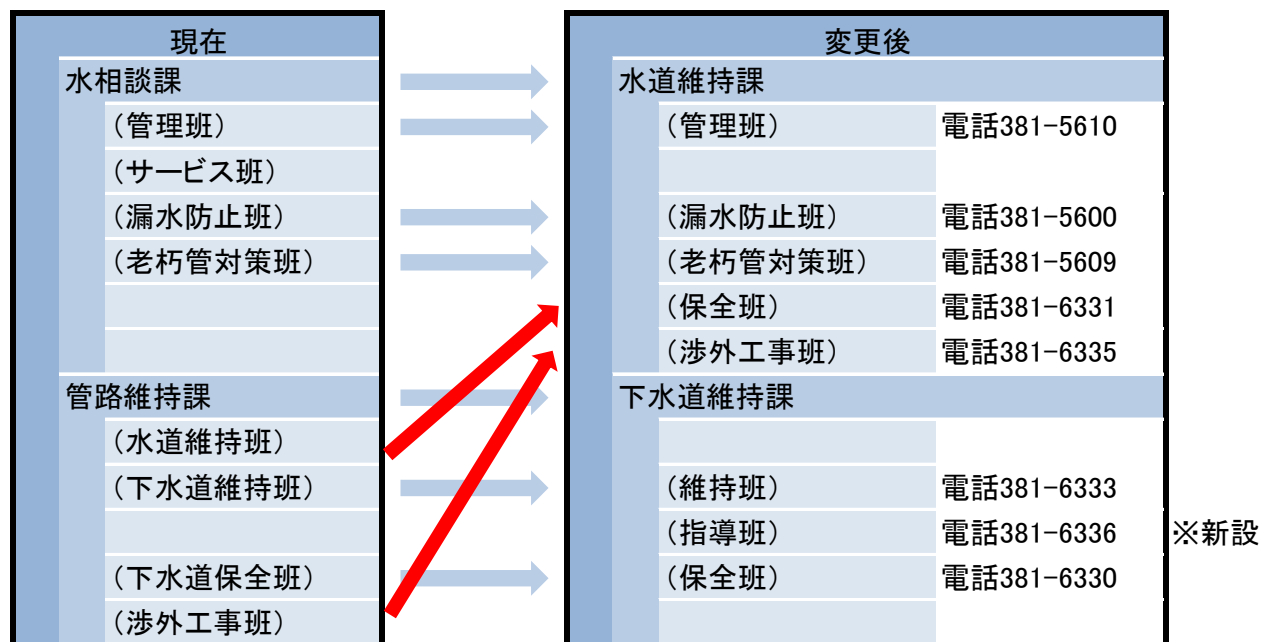 現在
水相談課
（管理班）
（サービス班）
（漏水防止班）
（老朽管対策班）
管路維持課
（水道維持班）
（下水道維持班）
（下水道保全班）
（渉外工事班）
変更後
水道維持課
（管理班） 電話381-5610
（漏水防止班） 電話381-5600
（老朽管対策班） 電話381-5609
（保全班） 電話381-6331
（渉外工事班） 電話381-6335
下水道維持課
（維持班） 電話381-6333
（指導班） 電話381-6336 ※新設
（保全班） 電話381-6330